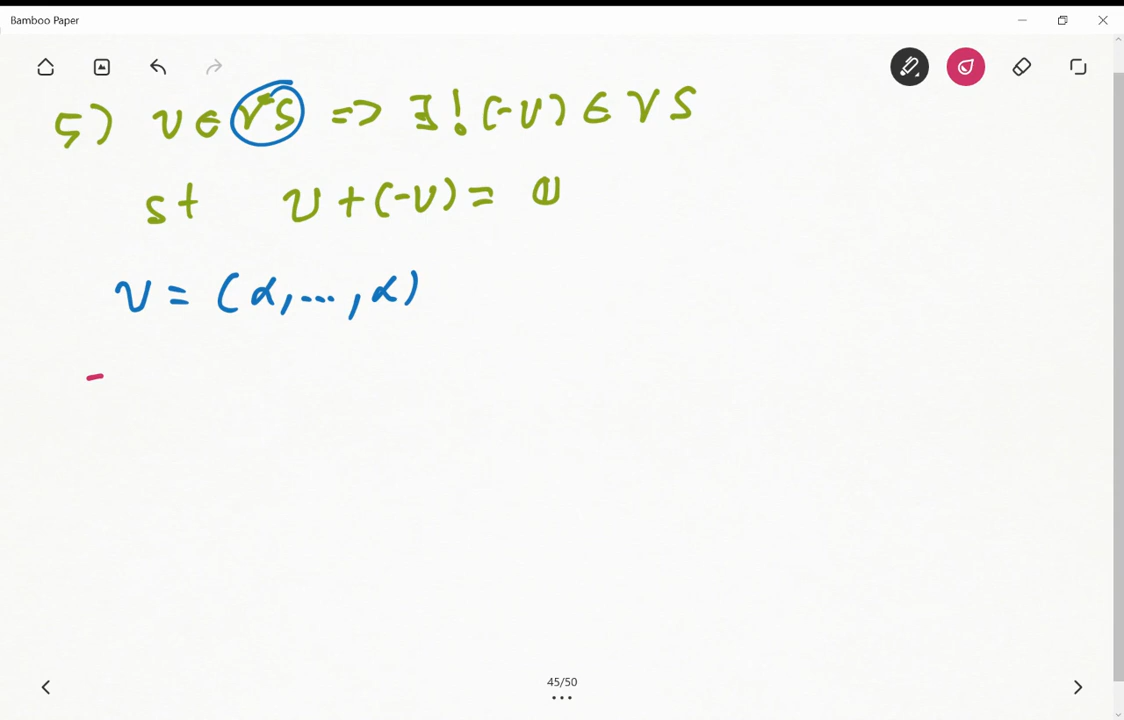 Bamboo Paper
5) v ∈ VS => ∃! (-v) ∈ VS
st v + (-v) = 0
v = (α, ..., α)
-
45/50